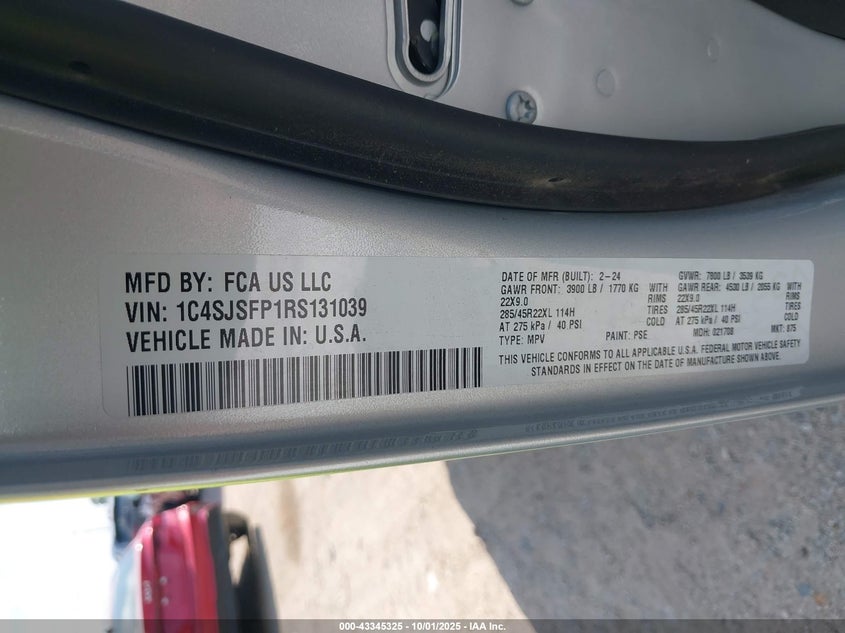 MFD BY: FCA US LLC
VIN: 1C4SJSFP1RS131039
VEHICLE MADE IN: U.S.A.
DATE OF MFR (BUILT): 2-24 GVWR: 7800 LB / 3539 KG
GAWR FRONT: 3900 LB / 1770 KG GAWR REAR: 4530 LB / 2055 KG
22X9.0 RIMS 22X9.0 RIMS
285/45R22XL 114H TIRES 285/45R22XL 114H TIRES
AT 275 kPa / 40 PSI COLD AT 275 kPa / 40 PSI COLD
TYPE: MPV PAINT: PSE MDH: 021708 MKT: 875
THIS VEHICLE CONFORMS TO ALL APPLICABLE U.S.A. FEDERAL MOTOR VEHICLE SAFETY
STANDARDS IN EFFECT ON THE DATE OF MANUFACTURE SHOWN ABOVE.
000-43345325 - 10/01/2025 - IAA Inc.